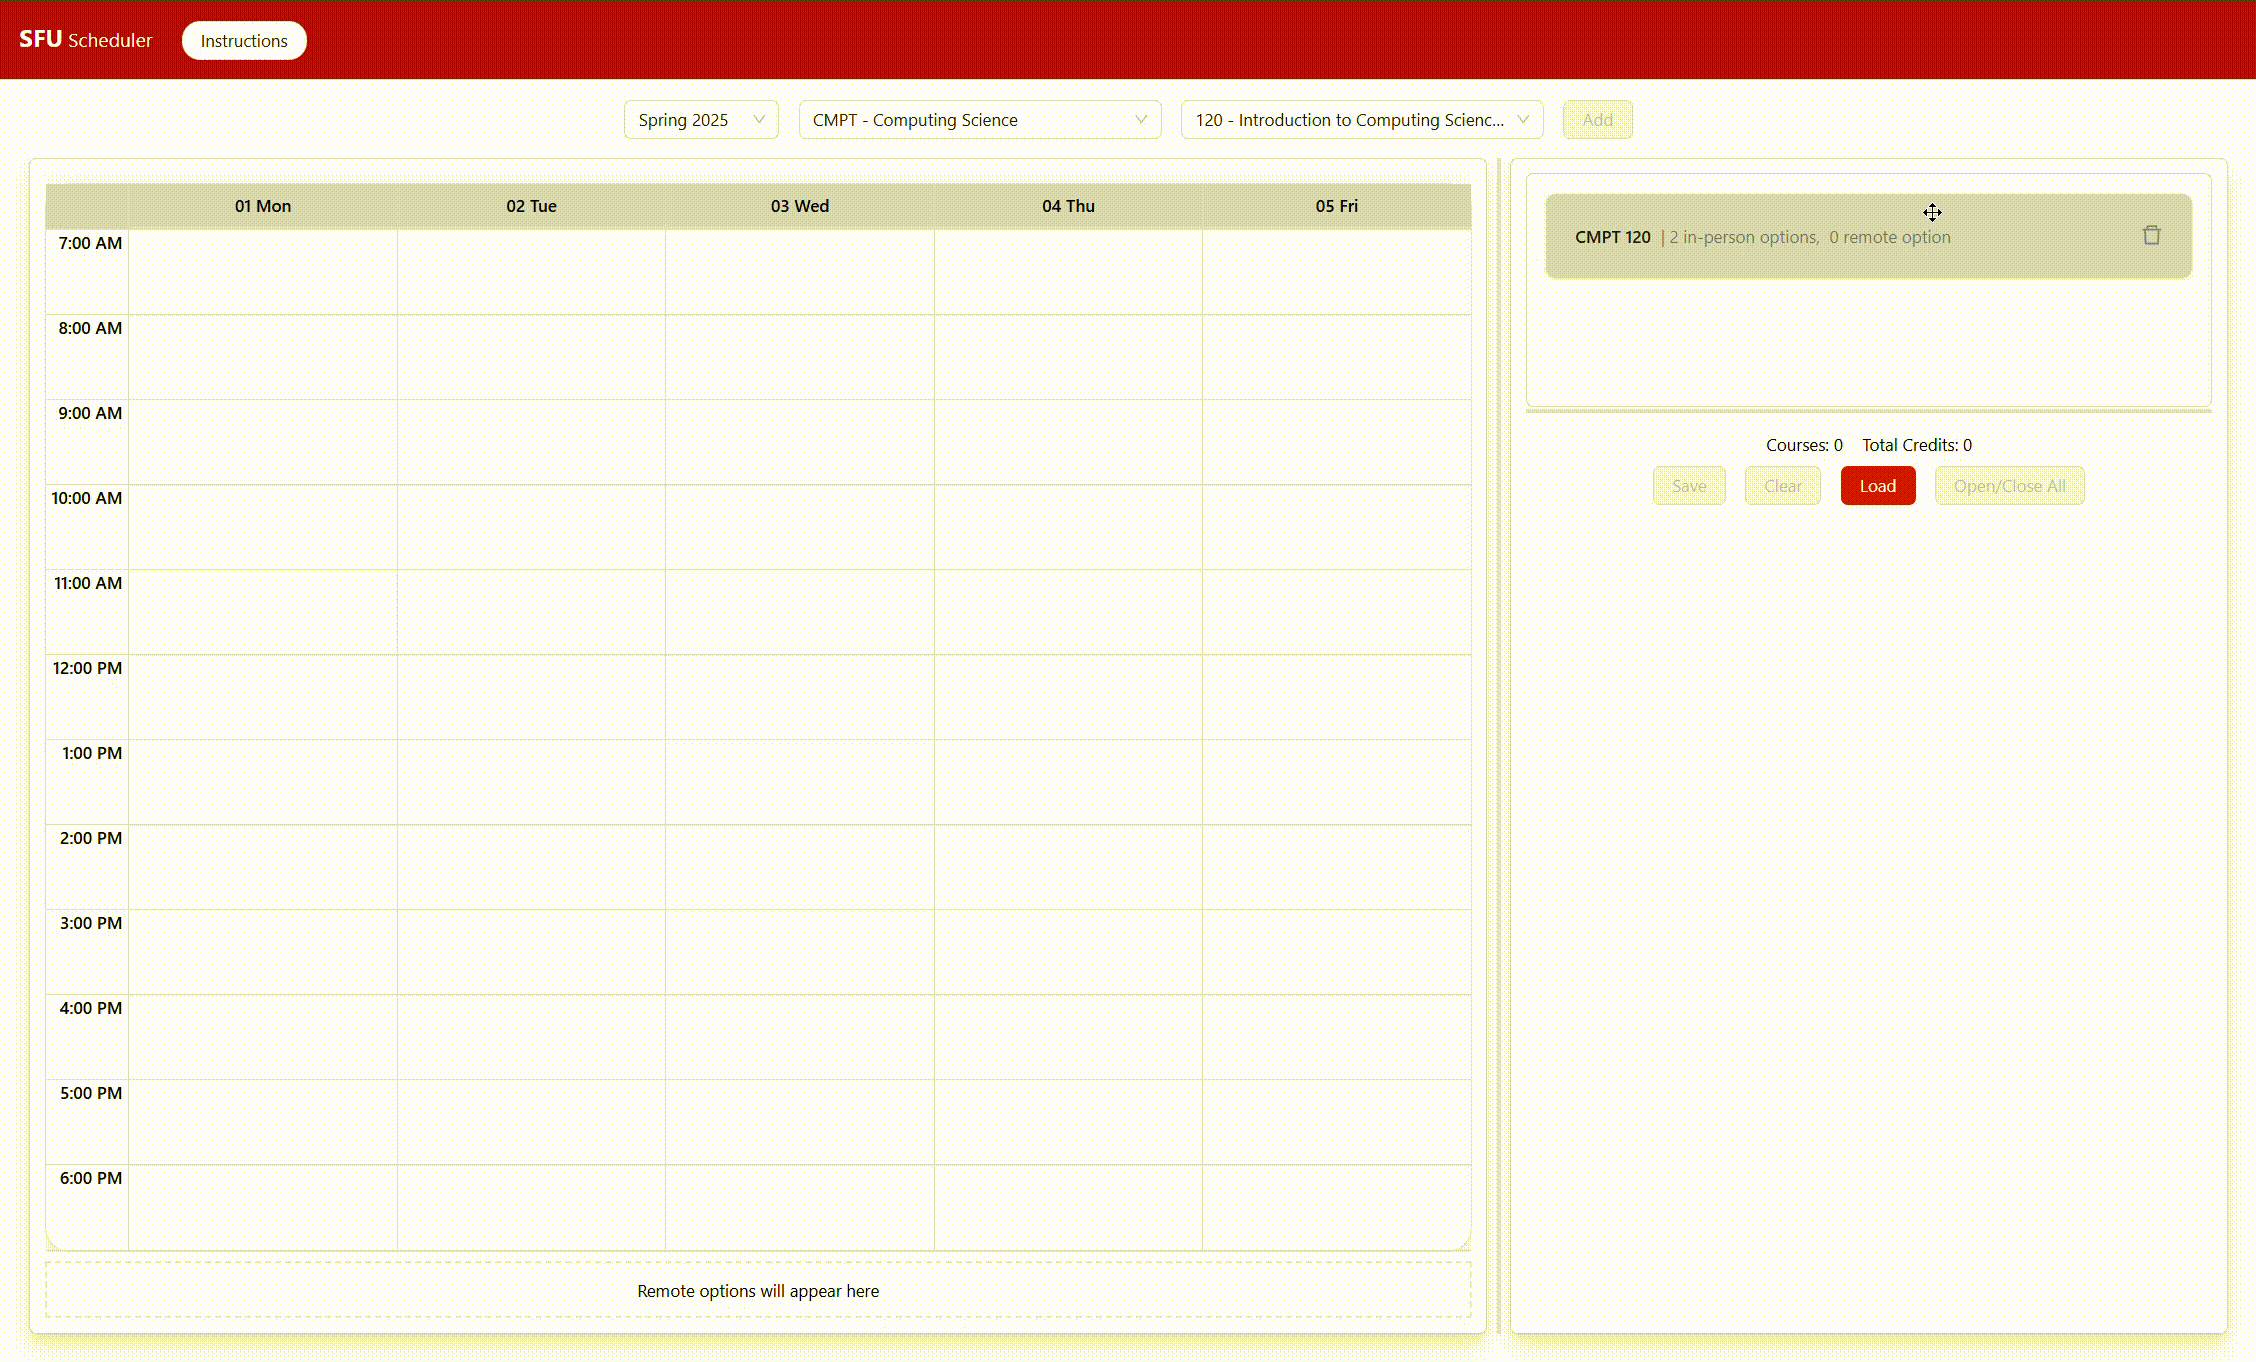 SFU Scheduler Instructions
Spring 2025 CMPT - Computing Science 120 - Introduction to Computing Scienc... Add
01 Mon 02 Tue 03 Wed 04 Thu 05 Fri
7:00 AM
8:00 AM
9:00 AM
10:00 AM
11:00 AM
12:00 PM
1:00 PM
2:00 PM
3:00 PM
4:00 PM
5:00 PM
6:00 PM
Remote options will appear here
CMPT 120 | 2 in-person options, 0 remote option
Courses: 0 Total Credits: 0
Save Clear Load Open/Close All